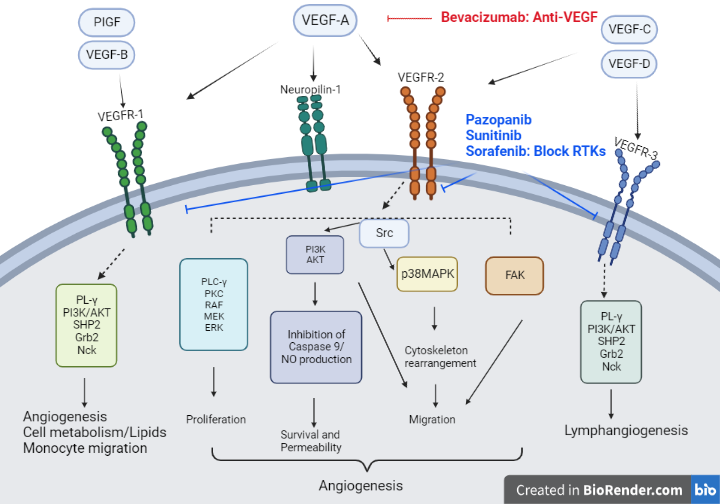 PIGF
VEGF-B
VEGF-A
Bevacizumab: Anti-VEGF
VEGF-C
VEGF-D
VEGFR-1
Neuropilin-1
VEGFR-2
Pazopanib
Sunitinib
Sorafenib: Block RTKs
VEGFR-3
Src
PI3K
AKT
p38MAPK
FAK
PLC-γ
PKC
RAF
MEK
ERK
PL-γ
PI3K/AKT
SHP2
Grb2
Nck
Inhibition of
Caspase 9/
NO production
Cytoskeleton
rearrangement
PL-γ
PI3K/AKT
SHP2
Grb2
Nck
Angiogenesis
Cell metabolism/Lipids
Monocyte migration
Proliferation
Survival and
Permeability
Migration
Lymphangiogenesis
Angiogenesis
Created in BioRender.com bio